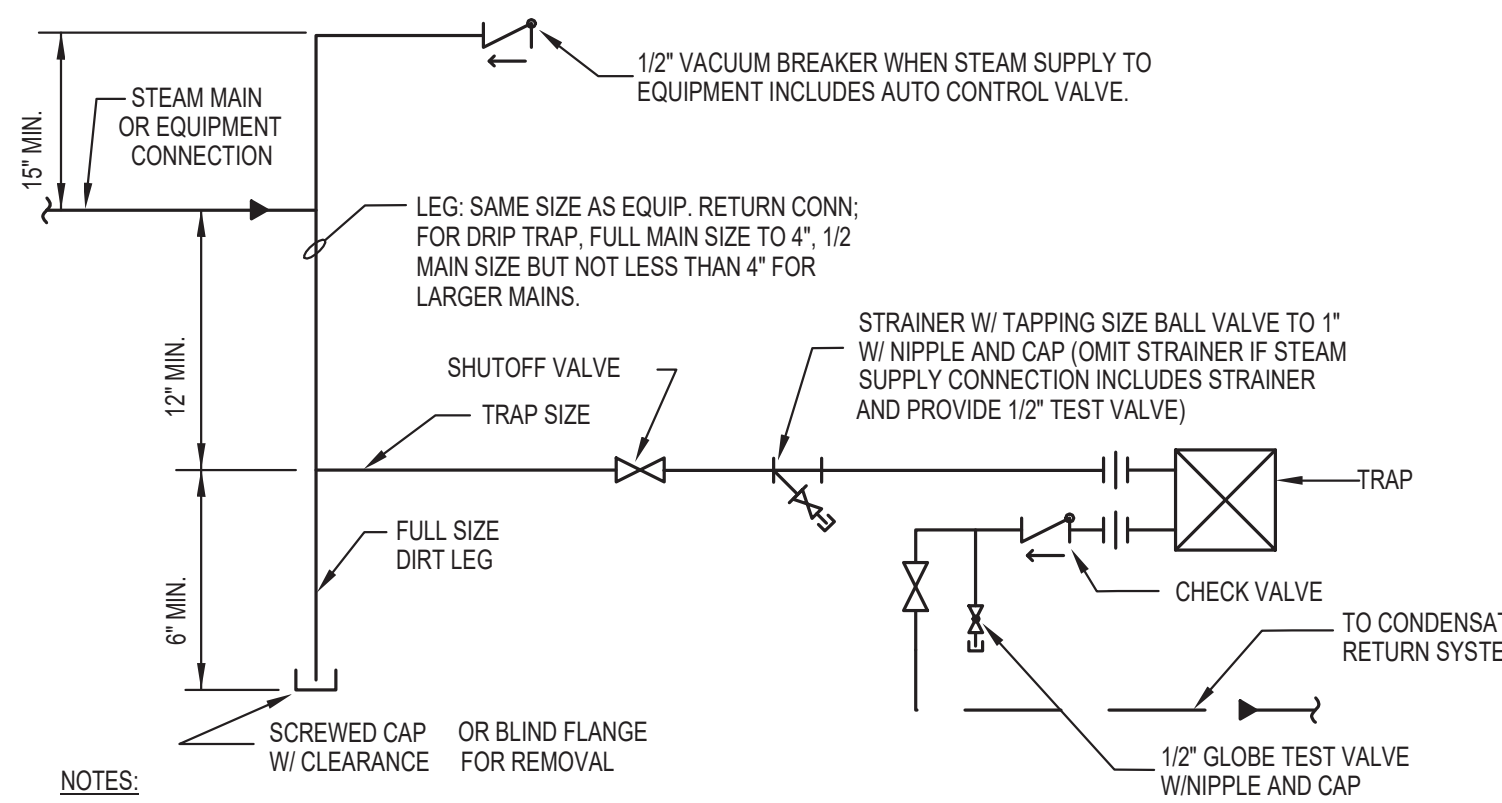 1/2" VACUUM BREAKER WHEN STEAM SUPPLY TO
EQUIPMENT INCLUDES AUTO CONTROL VALVE.
15" MIN.
STEAM MAIN
OR EQUIPMENT
CONNECTION
LEG: SAME SIZE AS EQUIP. RETURN CONN;
FOR DRIP TRAP, FULL MAIN SIZE TO 4", 1/2
MAIN SIZE BUT NOT LESS THAN 4" FOR
LARGER MAINS.
12" MIN.
STRAINER W/ TAPPING SIZE BALL VALVE TO 1"
W/ NIPPLE AND CAP (OMIT STRAINER IF STEAM
SUPPLY CONNECTION INCLUDES STRAINER
AND PROVIDE 1/2" TEST VALVE)
SHUTOFF VALVE
TRAP SIZE
TRAP
FULL SIZE
DIRT LEG
6" MIN.
CHECK VALVE
TO CONDENSAT
RETURN SYSTE
SCREWED CAP OR BLIND FLANGE
W/ CLEARANCE FOR REMOVAL
1/2" GLOBE TEST VALVE
W/NIPPLE AND CAP
NOTES: